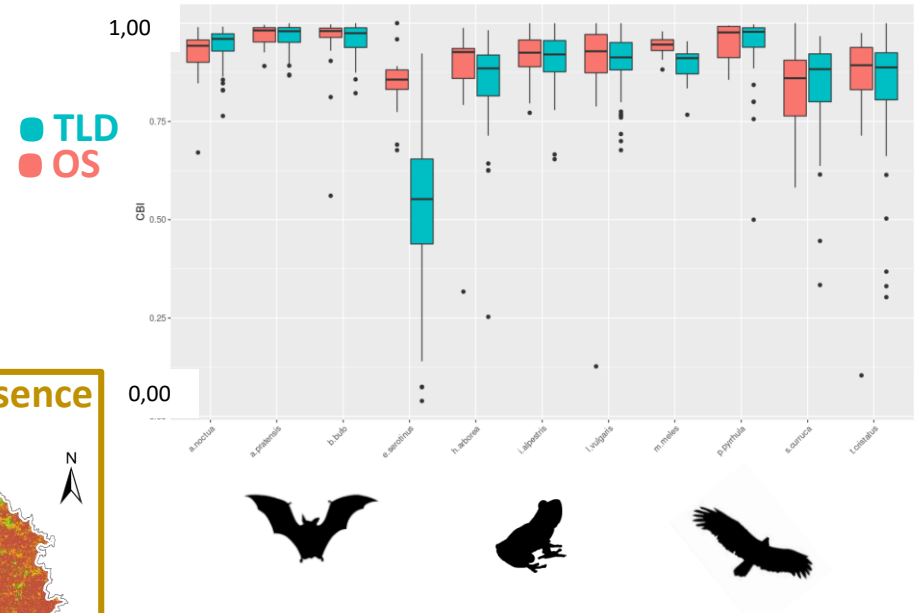 1,00
TLD
OS
CBI
0.75
0.50
0.25
0,00
a.noctua
a.pratensis
b.bufo
e.serotinus
h.arborea
i.alpestris
l.vulgaris
m.meles
p.pyrrhula
s.curruca
t.cristatus
sence
N